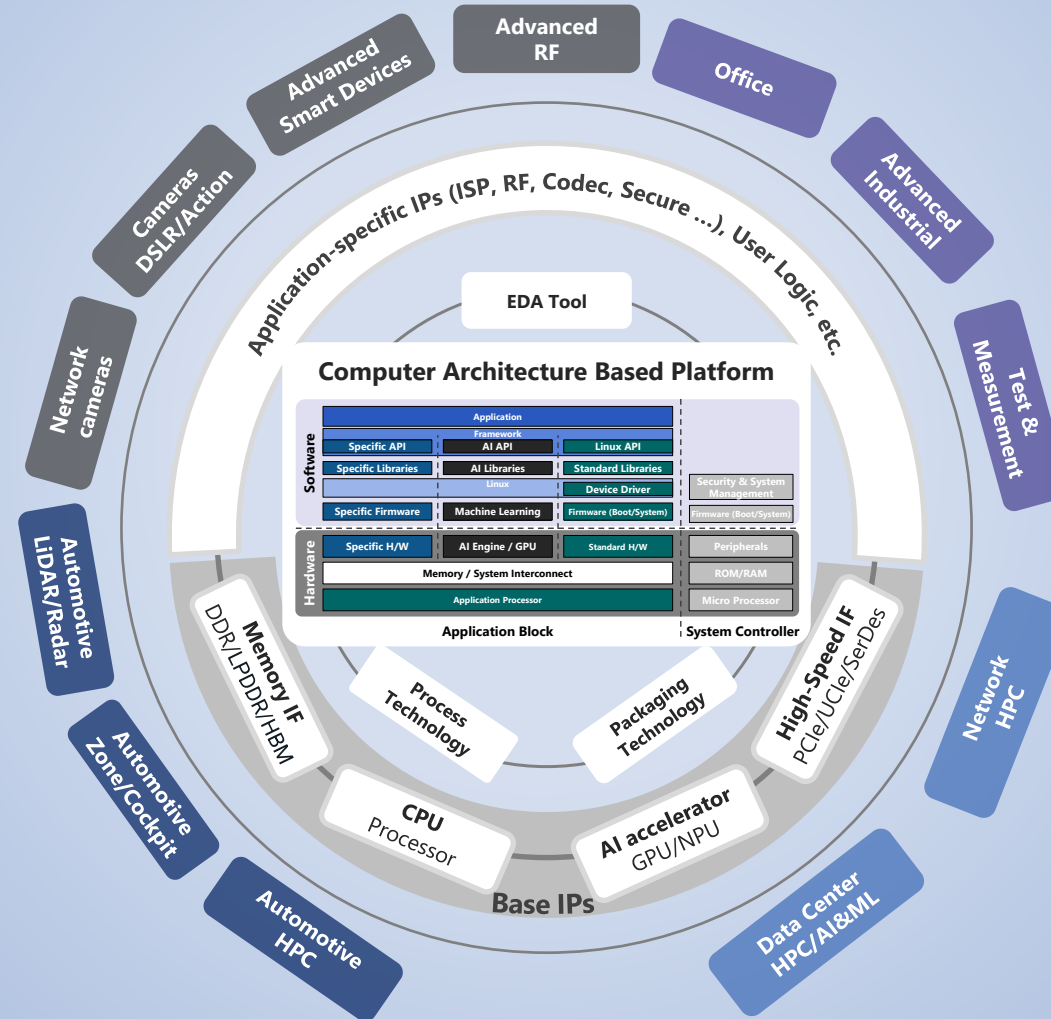 Advanced
RF
Office
Advanced
Industrial
Test &
Measurement
Network
HPC
Data Center
HPC/AI&ML
Automotive
HPC
Automotive
Zone/Cockpit
Automotive
LiDAR/Radar
Network
cameras
Cameras
DSLR/Action
Advanced
Smart Devices
Application-specific IPs (ISP, RF, Codec, Secure ...), User Logic, etc.
EDA Tool
Computer Architecture Based Platform
Software
Application
Framework
Specific API
AI API
Linux API
Specific Libraries
AI Libraries
Standard Libraries
Linux
Device Driver
Security & System
Management
Specific Firmware
Machine Learning
Firmware (Boot/System)
Firmware (Boot/System)
Hardware
Specific H/W
AI Engine / GPU
Standard H/W
Peripherals
Memory / System Interconnect
ROM/RAM
Application Processor
Micro Processor
Application Block
System Controller
Process
Technology
Packaging
Technology
Memory IF
DDR/LPDDR/HBM
CPU
Processor
AI accelerator
GPU/NPU
High-Speed IF
PCIe/UCIe/SerDes
Base IPs